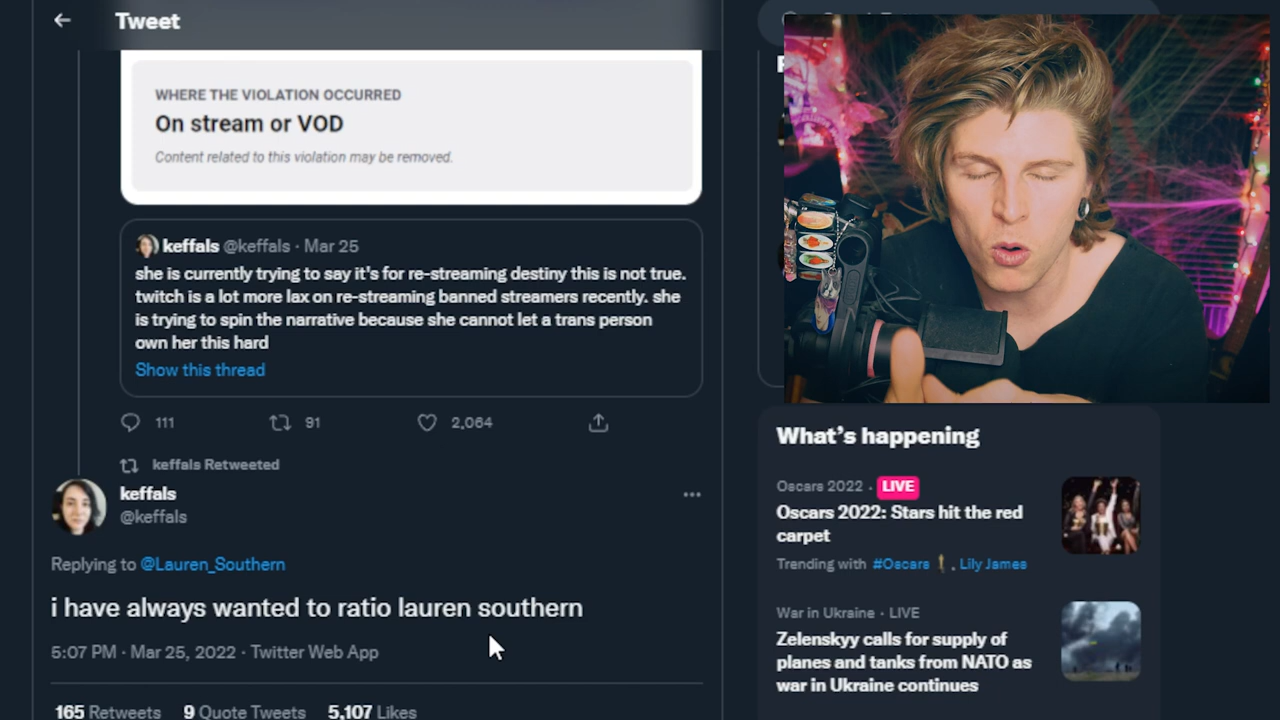 Tweet
WHERE THE VIOLATION OCCURRED
On stream or VOD
Content related to this violation may be removed.
keffals @keffals · Mar 25
she is currently trying to say it's for re-streaming destiny this is not true.
twitch is a lot more lax on re-streaming banned streamers recently. she
is trying to spin the narrative because she cannot let a trans person
own her this hard
Show this thread
111 91 2,064
keffals Retweeted
keffals
@keffals
Replying to @Lauren_Southern
i have always wanted to ratio lauren southern
5:07 PM · Mar 25, 2022 · Twitter Web App
165 Retweets 9 Quote Tweets 5,107 Likes
What's happening
Oscars 2022 · LIVE
Oscars 2022: Stars hit the red
carpet
Trending with #Oscars, Lily James
War in Ukraine · LIVE
Zelenskyy calls for supply of
planes and tanks from NATO as
war in Ukraine continues